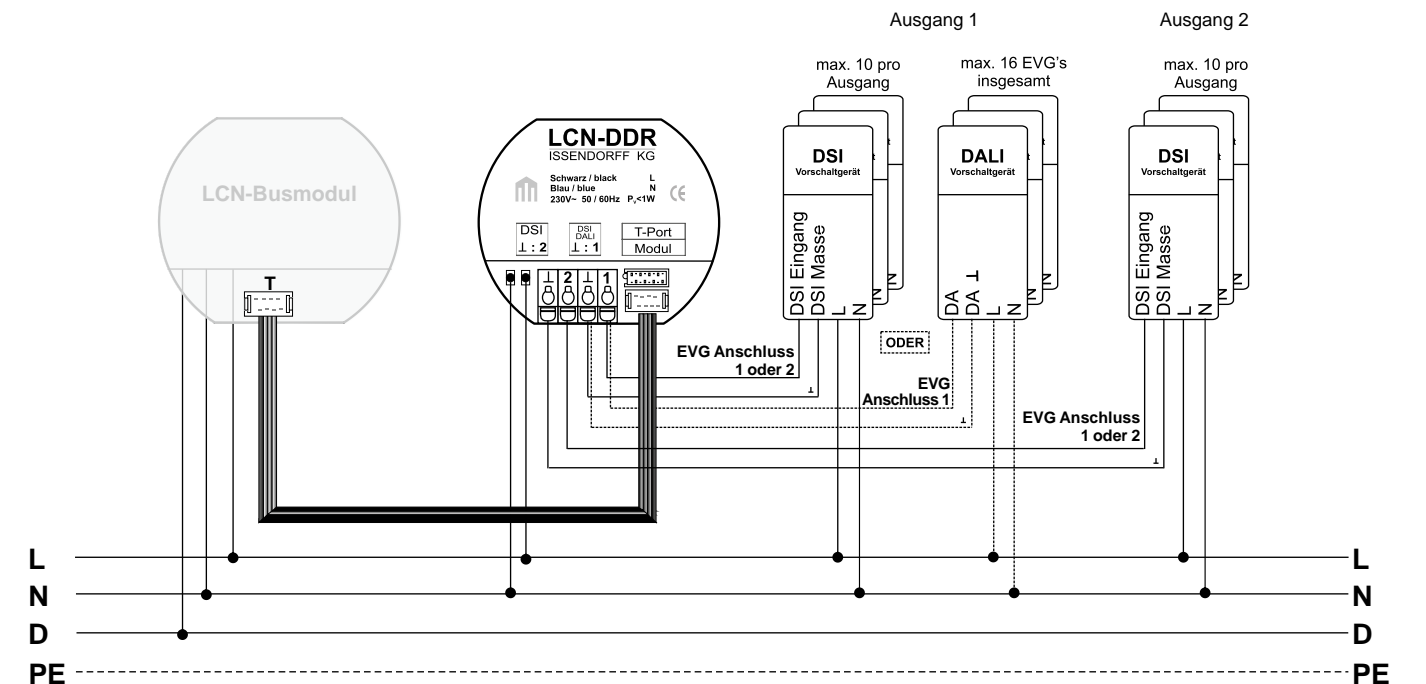 Ausgang 1
Ausgang 2
max. 10 pro
Ausgang
max. 16 EVG's
insgesamt
max. 10 pro
Ausgang
LCN-Busmodul
T
LCN-DDR
ISSENDORFF KG
Schwarz / black L
Blau / blue N
230V~ 50 / 60Hz Pv<1W
CE
DSI
⊥ : 2
DSI
DALI
⊥ : 1
T-Port
Modul
⊥ 2 ⊥ 1
DSI
Vorschaltgerät
DSI Eingang
DSI Masse
L
N
N
N
t
t
DALI
Vorschaltgerät
DA
DA ⊥
L
N
N
N
t
t
DSI
Vorschaltgerät
DSI Eingang
DSI Masse
L
N
N
N
t
t
ODER
EVG Anschluss
1 oder 2
⊥
EVG
Anschluss 1
⊥
EVG Anschluss
1 oder 2
⊥
L L
N N
D D
PE PE